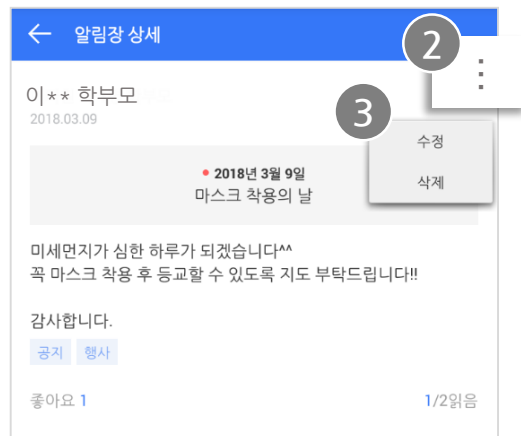 알림장 상세
2
이** 학부모
2018.03.09
3
수정
삭제
• 2018년 3월 9일
마스크 착용의 날
미세먼지가 심한 하루가 되겠습니다^^
꼭 마스크 착용 후 등교할 수 있도록 지도 부탁드립니다!!
감사합니다.
공지 행사
좋아요 1 1/2읽음